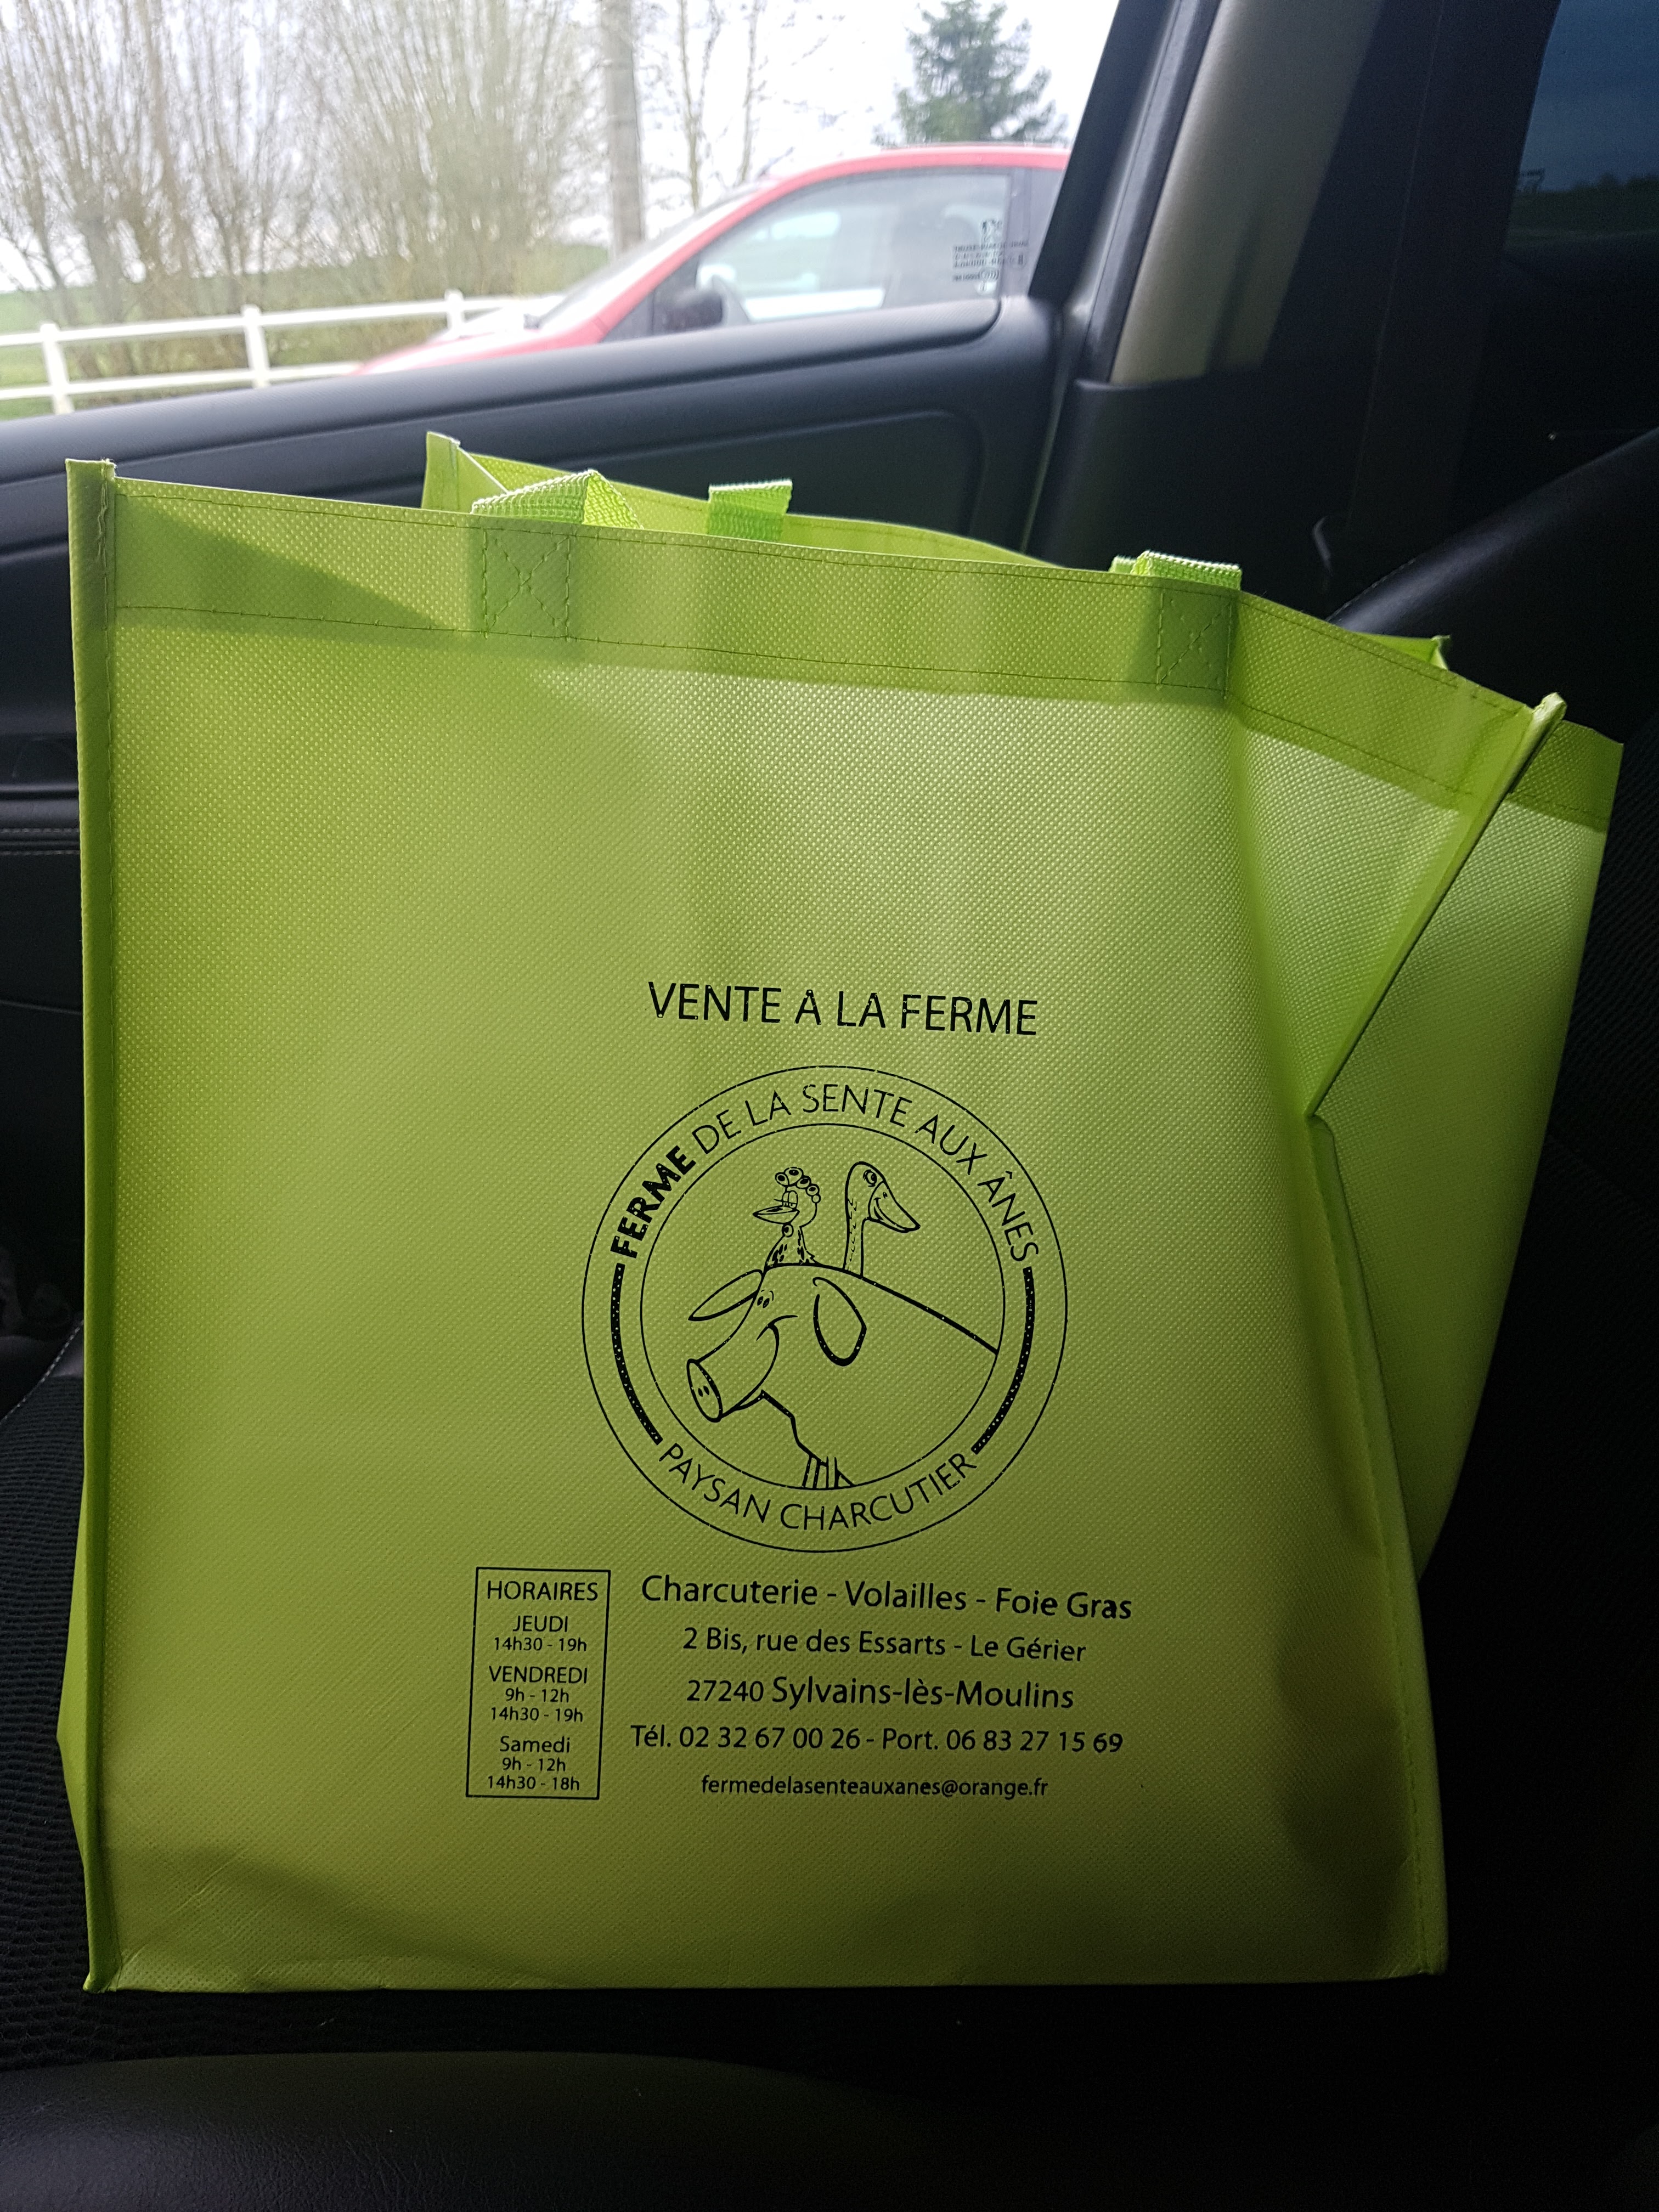 VENTE A LA FERME
FERME DE LA SENTE AUX ÂNES
PAYSAN CHARCUTIER
HORAIRES
JEUDI
14h30 - 19h
VENDREDI
9h - 12h
14h30 - 19h
Samedi
9h - 12h
14h30 - 18h
Charcuterie - Volailles - Foie Gras
2 Bis, rue des Essarts - Le Gérier
27240 Sylvains-lès-Moulins
Tél. 02 32 67 00 26 - Port. 06 83 27 15 69
fermedelasenteauxanes@orange.fr